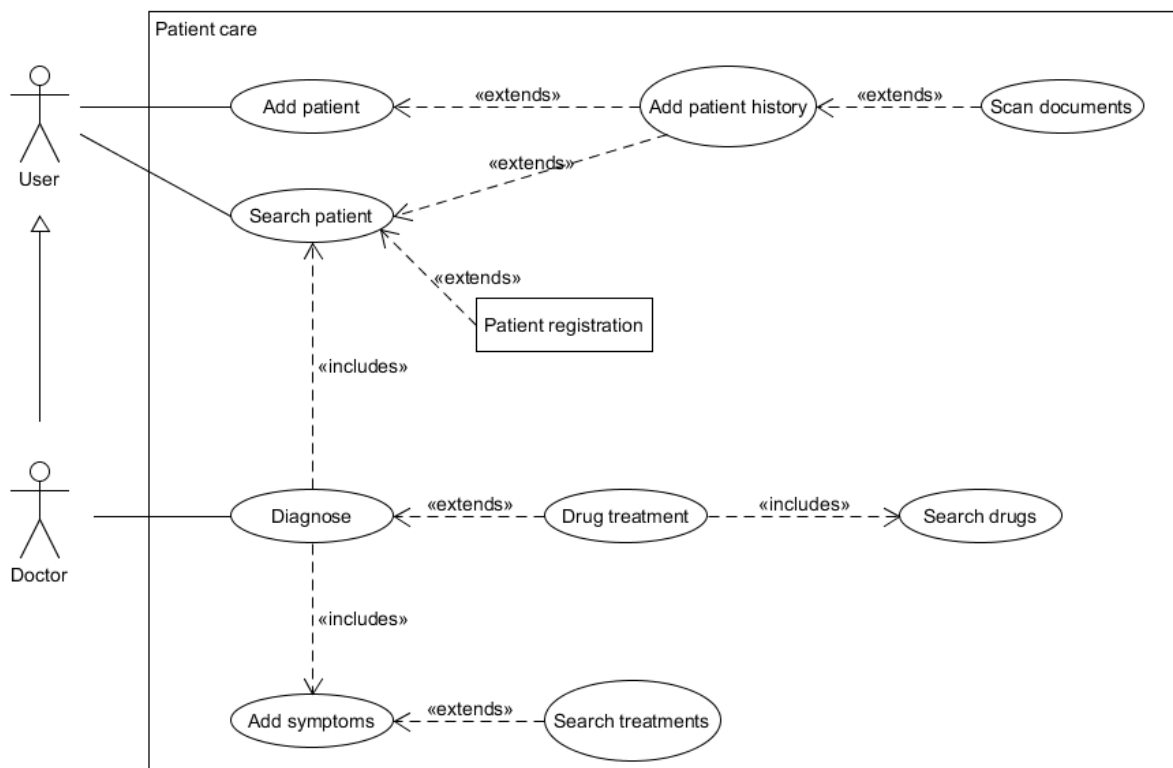 Patient care
«extends»
«extends»
Add patient
Add patient history
Scan documents
«extends»
User
Search patient
«extends»
Patient registration
«includes»
«extends»
«includes»
Diagnose
Drug treatment
Search drugs
Doctor
«includes»
«extends»
Add symptoms
Search treatments